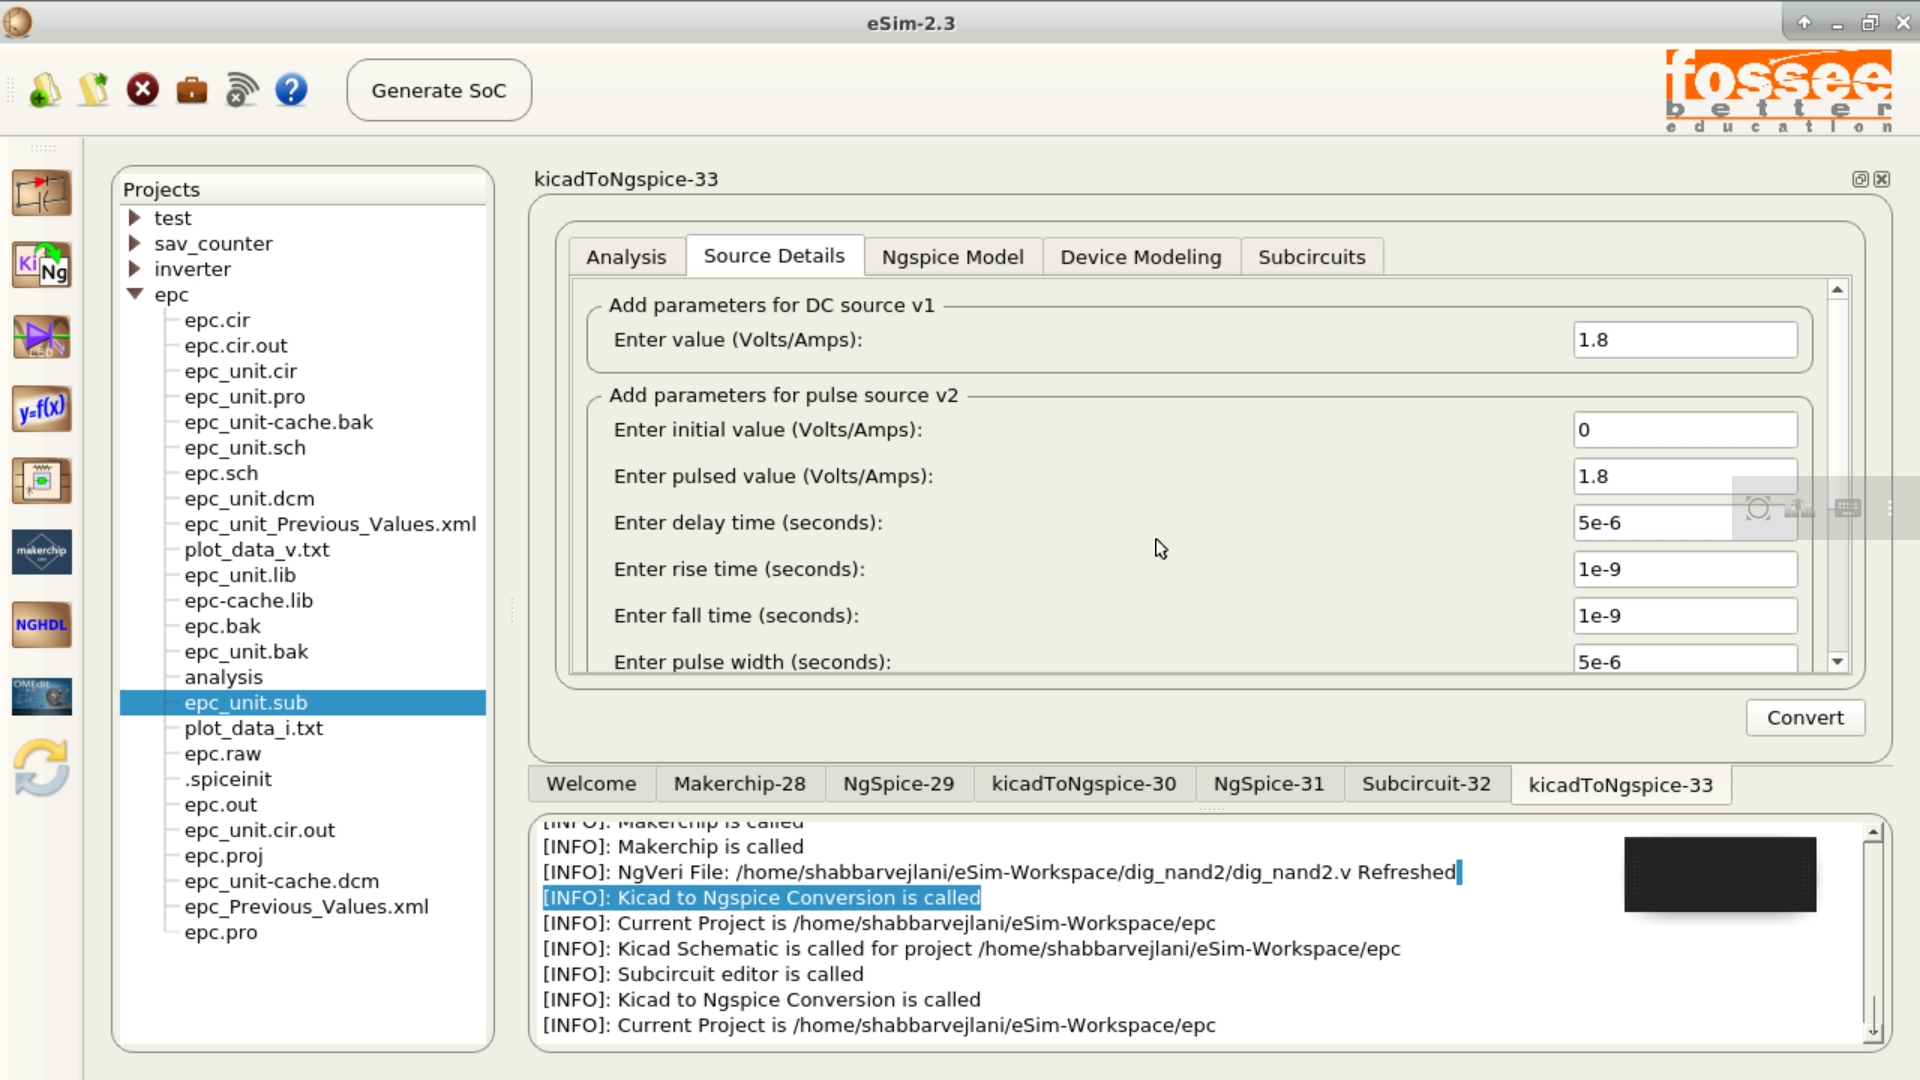 eSim-2.3
Generate SoC
fossee
better
education
Projects
test
sav_counter
inverter
epc
epc.cir
epc.cir.out
epc_unit.cir
epc_unit.pro
epc_unit-cache.bak
epc_unit.sch
epc.sch
epc_unit.dcm
epc_unit_Previous_Values.xml
plot_data_v.txt
epc_unit.lib
epc-cache.lib
epc.bak
epc_unit.bak
analysis
epc_unit.sub
plot_data_i.txt
epc.raw
.spiceinit
epc.out
epc_unit.cir.out
epc.proj
epc_unit-cache.dcm
epc_Previous_Values.xml
epc.pro
Ki Ng
LED
y=f(x)
makerchip
NGHDL
OMEdit
kicadToNgspice-33
Analysis Source Details Ngspice Model Device Modeling Subcircuits
Add parameters for DC source v1
Enter value (Volts/Amps): 1.8
Add parameters for pulse source v2
Enter initial value (Volts/Amps): 0
Enter pulsed value (Volts/Amps): 1.8
Enter delay time (seconds): 5e-6
Enter rise time (seconds): 1e-9
Enter fall time (seconds): 1e-9
Enter pulse width (seconds): 5e-6
Convert
Welcome Makerchip-28 NgSpice-29 kicadToNgspice-30 NgSpice-31 Subcircuit-32 kicadToNgspice-33
[INFO]: Makerchip is called
[INFO]: Makerchip is called
[INFO]: NgVeri File: /home/shabbarvejlani/eSim-Workspace/dig_nand2/dig_nand2.v Refreshed
[INFO]: Kicad to Ngspice Conversion is called
[INFO]: Current Project is /home/shabbarvejlani/eSim-Workspace/epc
[INFO]: Kicad Schematic is called for project /home/shabbarvejlani/eSim-Workspace/epc
[INFO]: Subcircuit editor is called
[INFO]: Kicad to Ngspice Conversion is called
[INFO]: Current Project is /home/shabbarvejlani/eSim-Workspace/epc